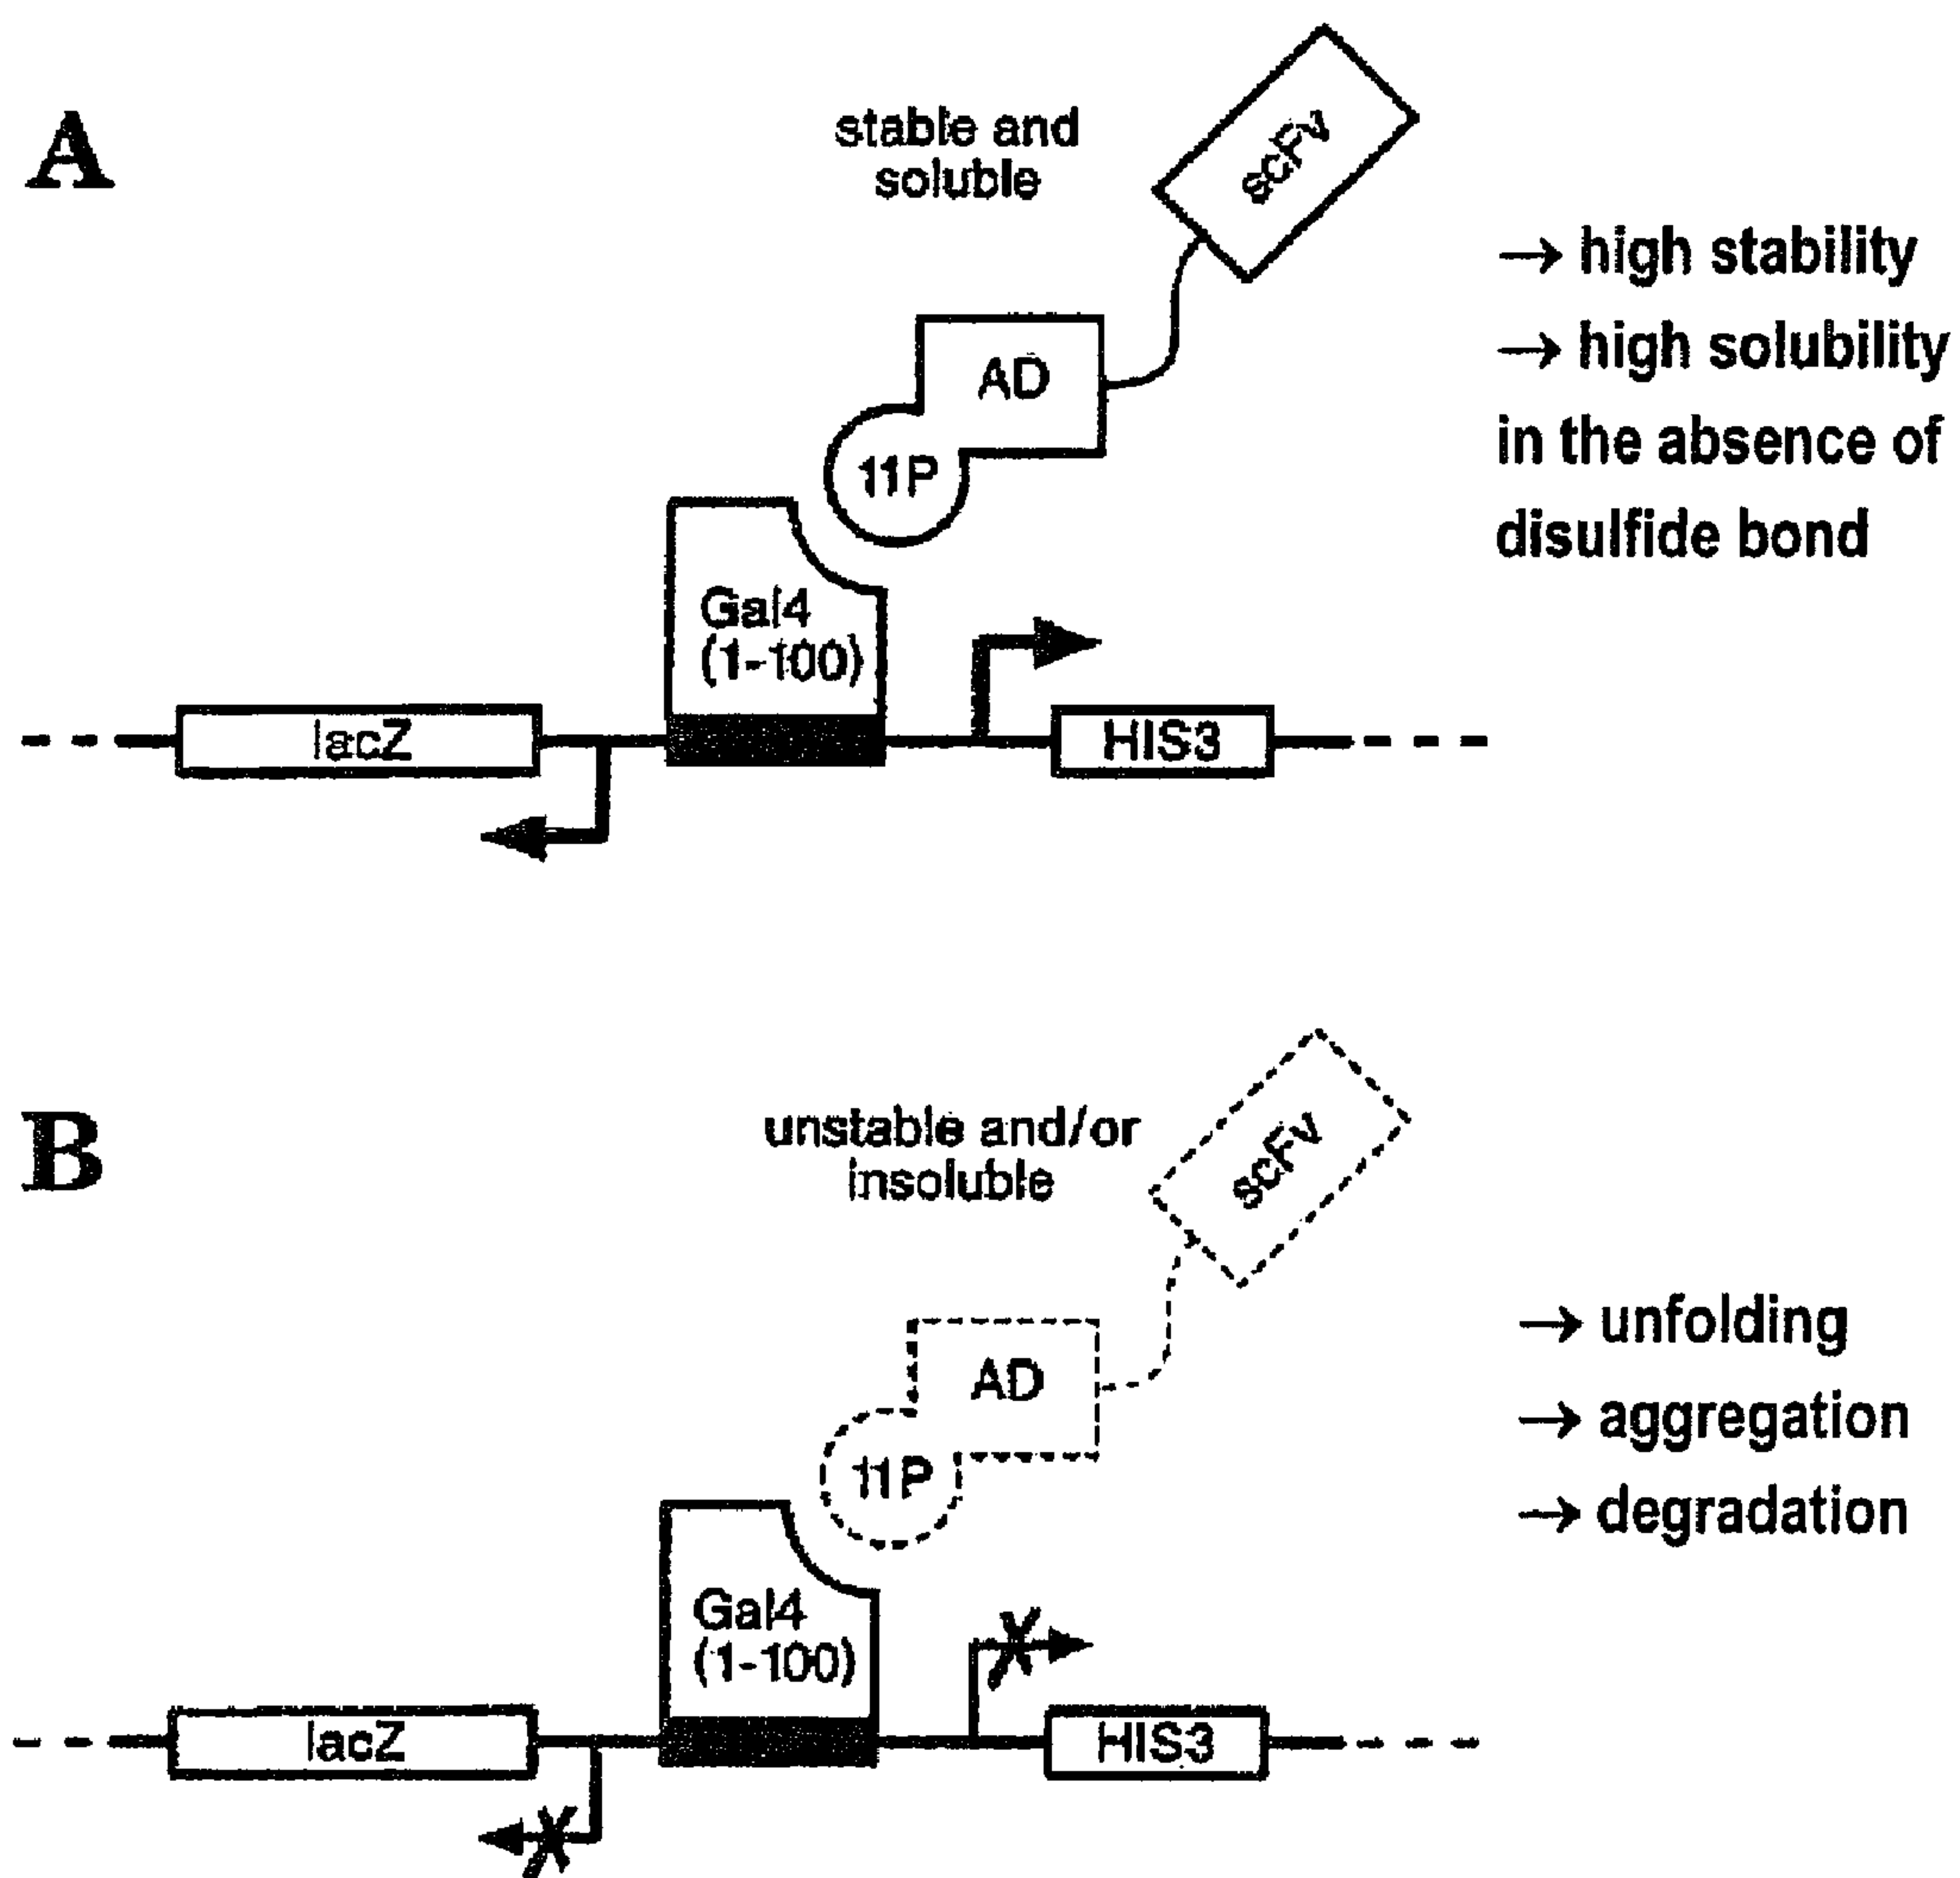 A
stable and
soluble
scFv
→ high stability
→ high solubility
in the absence of
disulfide bond
AD
11P
Gal4
(1-100)
lacZ
HIS3
B
unstable and/or
insoluble
scFv
→ unfolding
→ aggregation
→ degradation
AD
11P
Gal4
(1-100)
lacZ
HIS3